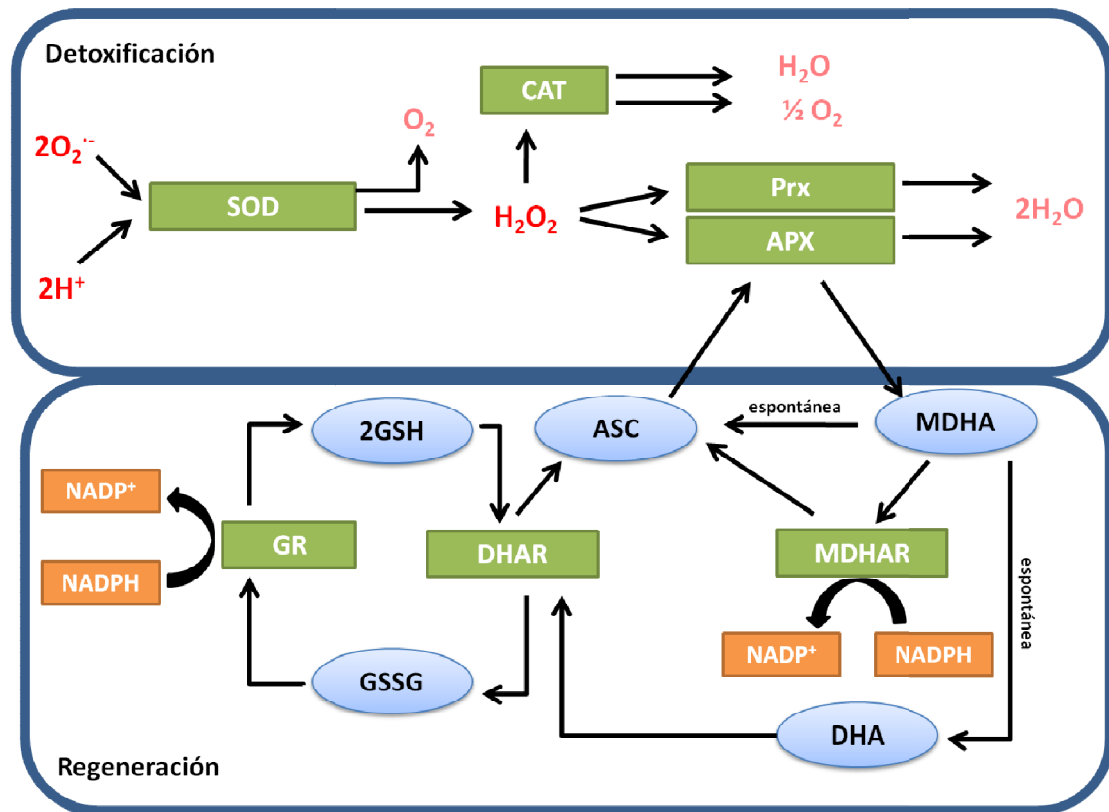 Detoxificación
2O₂·⁻
2H⁺
SOD
O₂
H₂O₂
CAT
H₂O
½ O₂
Prx
APX
2H₂O
2GSH
ASC
espontánea
MDHA
NADP⁺
NADPH
GR
DHAR
MDHAR
espontánea
NADP⁺
NADPH
GSSG
DHA
Regeneración